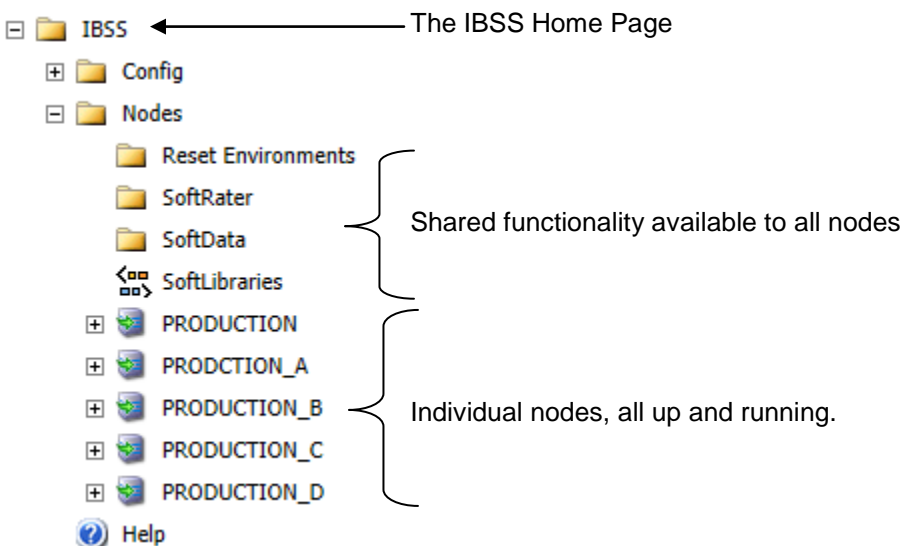 IBSS The IBSS Home Page
Config
Nodes
Reset Environments
SoftRater
Shared functionality available to all nodes
SoftData
SoftLibraries
PRODUCTION
PRODCTION_A
PRODUCTION_B Individual nodes, all up and running.
PRODUCTION_C
PRODUCTION_D
Help